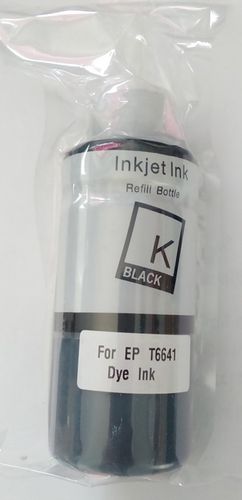 Inkjet Ink
Refill Bottle
K
BLACK
For EP T6641
Dye Ink